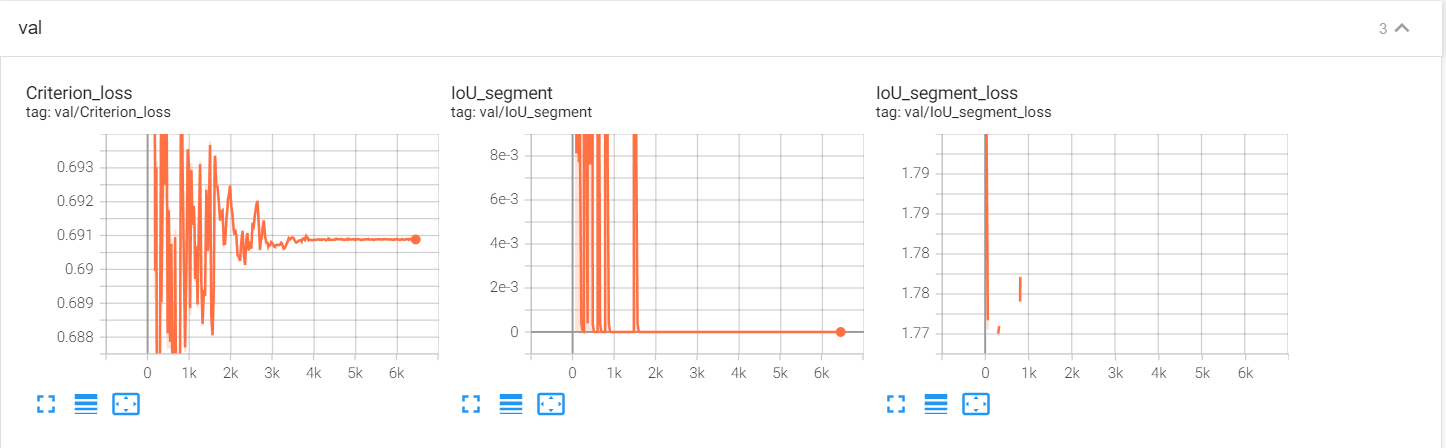 val
3
Criterion_loss
tag: val/Criterion_loss
0.693
0.692
0.691
0.69
0.689
0.688
0 1k 2k 3k 4k 5k 6k
IoU_segment
tag: val/IoU_segment
8e-3
6e-3
4e-3
2e-3
0
0 1k 2k 3k 4k 5k 6k
IoU_segment_loss
tag: val/IoU_segment_loss
1.79
1.79
1.78
1.78
1.77
0 1k 2k 3k 4k 5k 6k